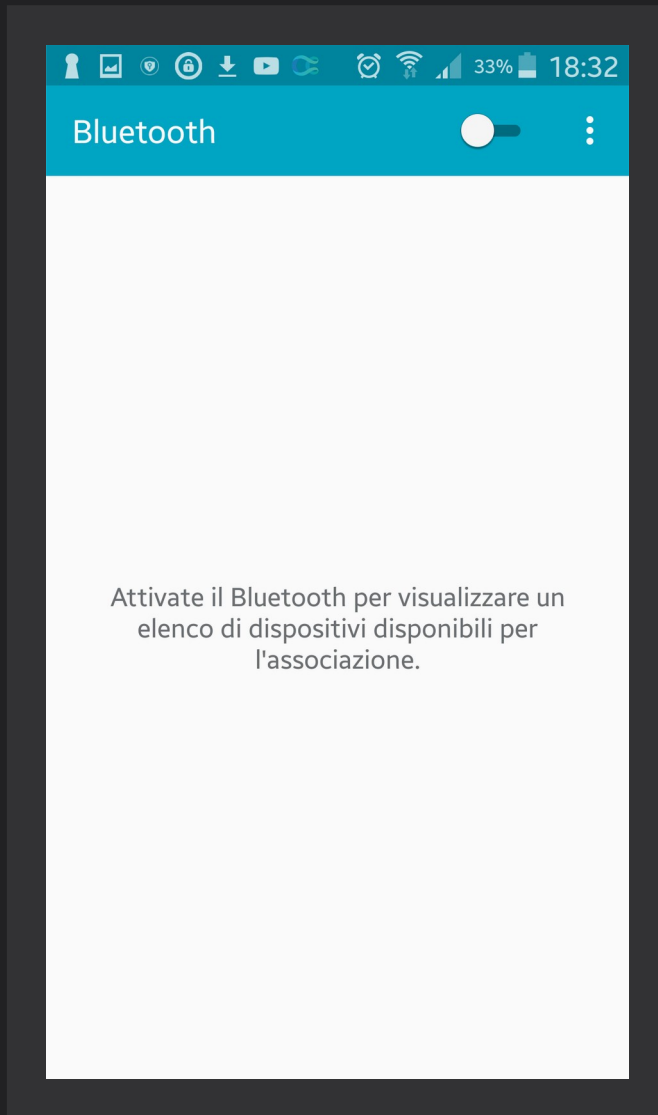 33% 18:32
Bluetooth
Attivate il Bluetooth per visualizzare un
elenco di dispositivi disponibili per
l'associazione.